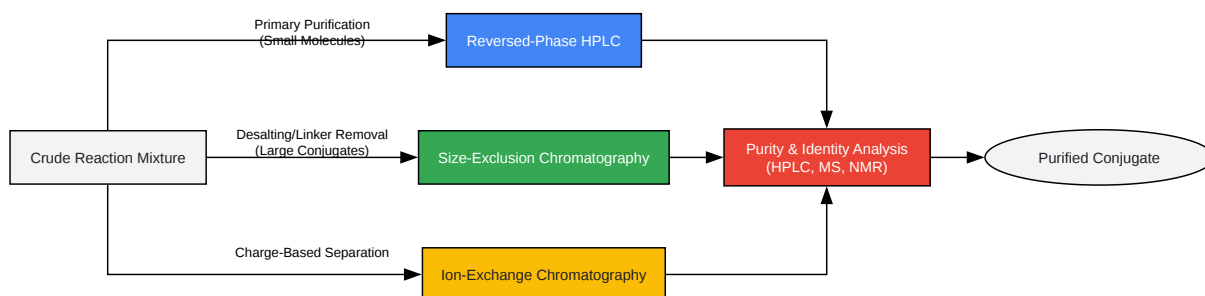 Primary Purification
(Small Molecules)
Reversed-Phase HPLC
Crude Reaction Mixture
Desalting/Linker Removal
(Large Conjugates)
Size-Exclusion Chromatography
Purity & Identity Analysis
(HPLC, MS, NMR)
Purified Conjugate
Charge-Based Separation
Ion-Exchange Chromatography